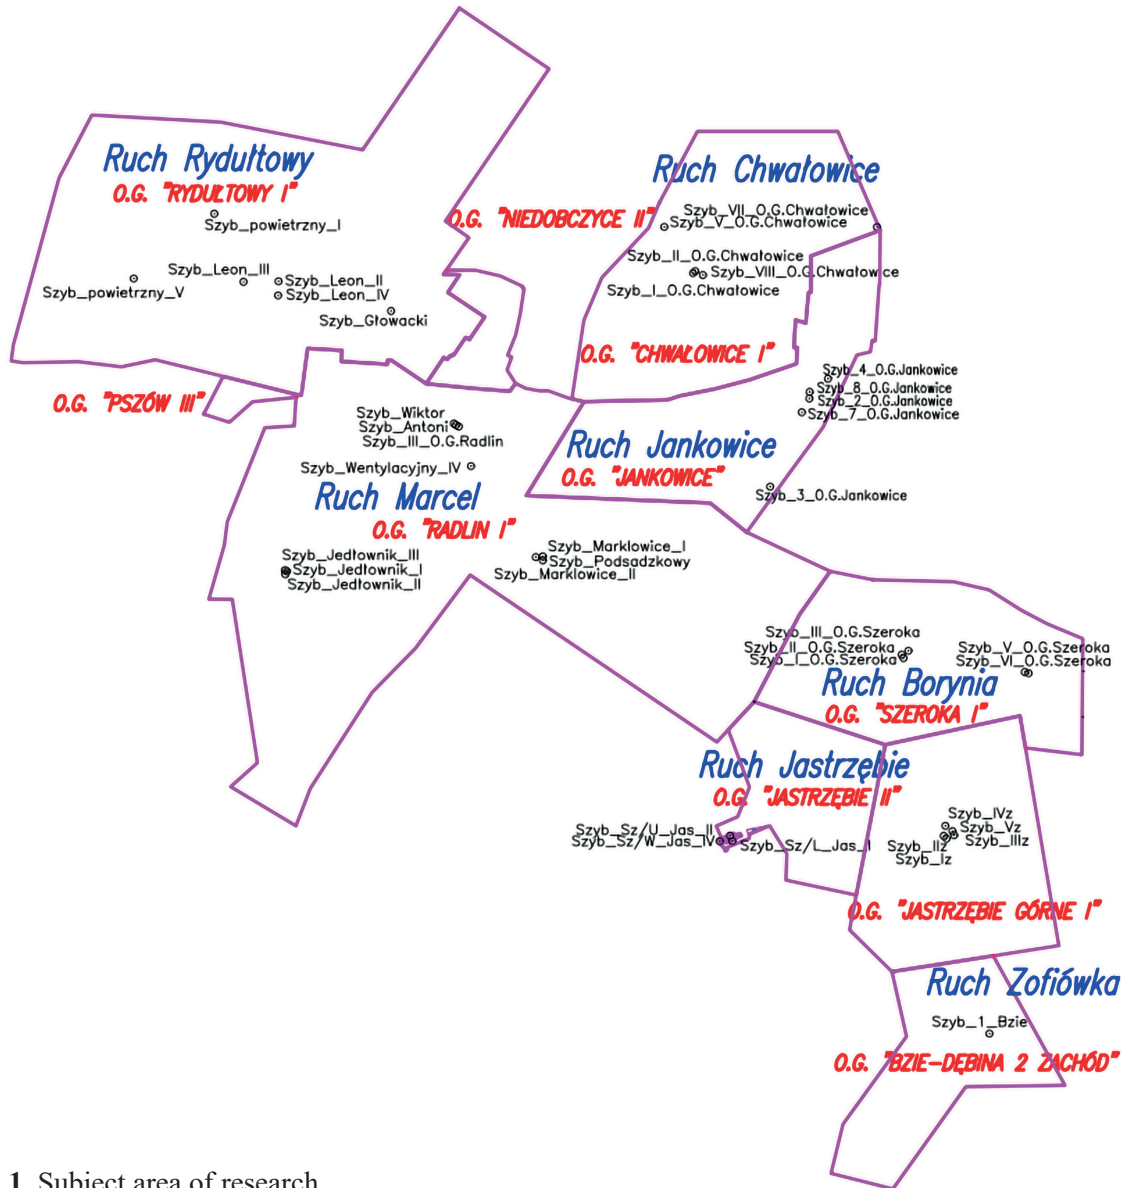 Ruch Rydułtowy
O.G. "RYDUŁTOWY I"
Szyb_powietrzny_I
Szyb_Leon_III
Szyb_Leon_II
Szyb_powietrzny_V
Szyb_Leon_IV
Szyb_Głowacki
O.G. "NIEDOBCZYCE II"
Ruch Chwałowice
Szyb_VII_O.G.Chwałowice
Szyb_V_O.G.Chwałowice
Szyb_II_O.G.Chwałowice
Szyb_VIII_O.G.Chwałowice
Szyb_I_O.G.Chwałowice
O.G. "CHWAŁOWICE I"
Szyb_4_O.G.Jankowice
Szyb_8_O.G.Jankowice
Szyb_2_O.G.Jankowice
Szyb_7_O.G.Jankowice
O.G. "PSZÓW III"
Szyb_Wiktor
Szyb_Antoni
Szyb_III_O.G.Radlin
Szyb_Wentylacyjny_IV
Ruch Jankowice
O.G. "JANKOWICE"
Szyb_3_O.G.Jankowice
Ruch Marcel
O.G. "RADLIN I"
Szyb_Jedłownik_III
Szyb_Jedłownik_I
Szyb_Jedłownik_II
Szyb_Marklowice_I
Szyb_Podsadzkowy
Szyb_Marklowice_II
Szyb_III_O.G.Szeroka
Szyb_II_O.G.Szeroka
Szyb_I_O.G.Szeroka
Szyb_V_O.G.Szeroka
Szyb_VI_O.G.Szeroka
Ruch Borynia
O.G. "SZEROKA I"
Ruch Jastrzębie
O.G. "JASTRZĘBIE II"
Szyb_Sz/U_Jas_II
Szyb_Sz/W_Jas_IV
Szyb_Sz/L_Jas_I
Szyb_IVz
Szyb_Vz
Szyb_IIIz
Szyb_IIz
Szyb_Iz
O.G. "JASTRZĘBIE GÓRNE I"
Ruch Zofiówka
Szyb_1_Bzie
O.G. "BZIE-DĘBINA 2 ZACHÓD"
1. Subject area of research